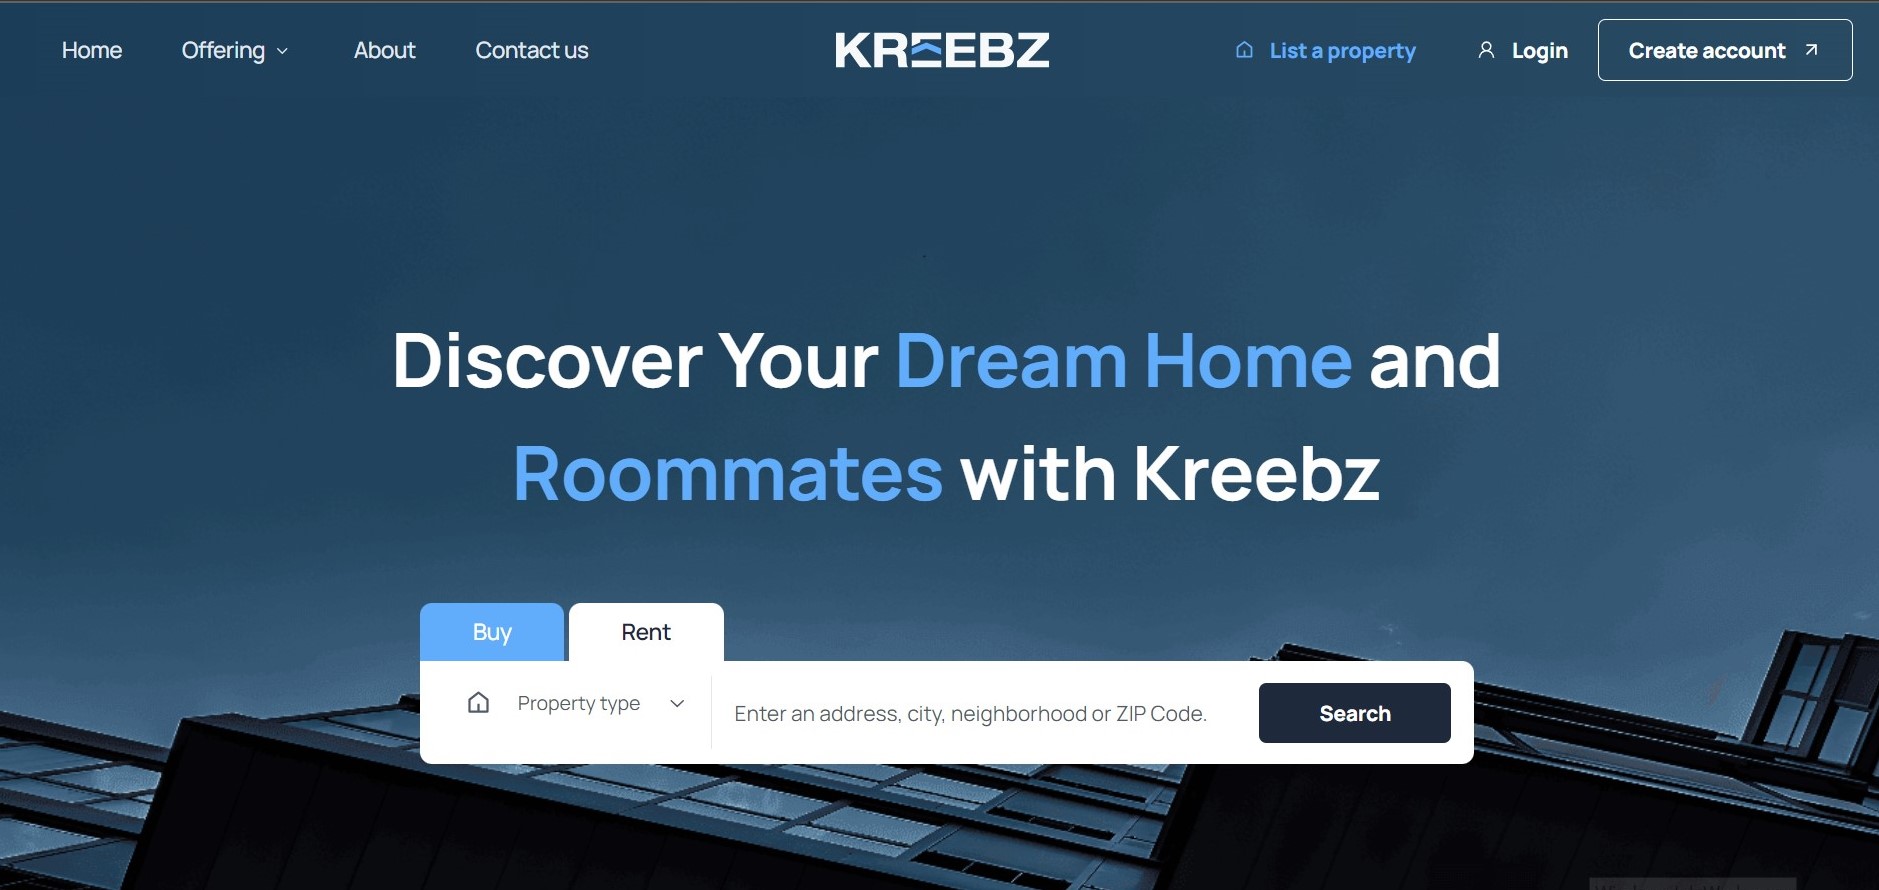 Home Offering About Contact us KREEBZ List a property Login Create account
Discover Your Dream Home and
Roommates with Kreebz
Buy Rent
Property type Enter an address, city, neighborhood or ZIP Code. Search